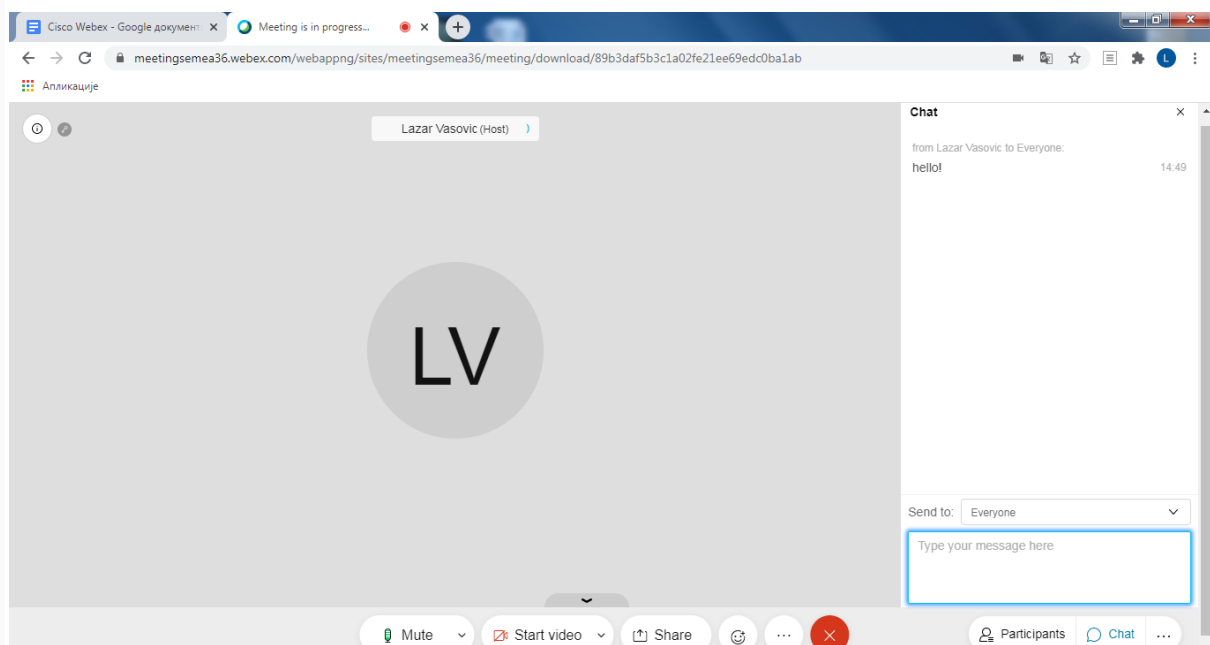 Cisco Webex - Google документ
Meeting is in progress...
meetingsemea36.webex.com/webappng/sites/meetingsemea36/meeting/download/89b3daf5b3c1a02fe21ee69edc0ba1ab
L
Апликације
Lazar Vasovic (Host)
LV
Chat
from Lazar Vasovic to Everyone:
hello! 14:49
Send to: Everyone
Type your message here
Mute
Start video
Share
Participants
Chat